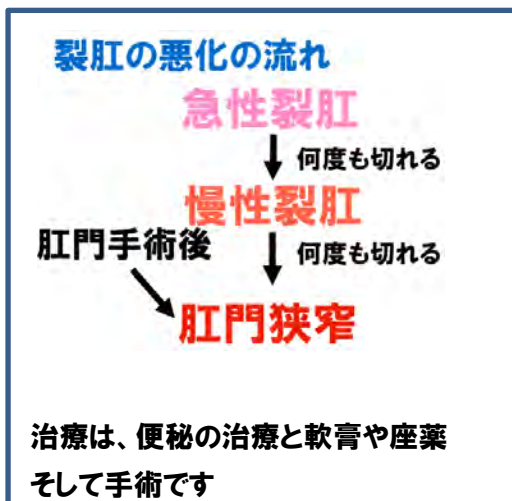 裂肛の悪化の流れ
急性裂肛
何度も切れる
慢性裂肛
肛門手術後
何度も切れる
肛門狭窄
治療は、便秘の治療と軟膏や座薬
そして手術です